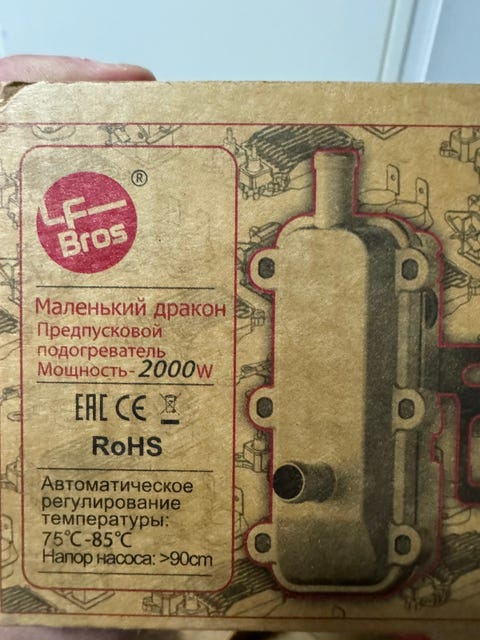 LF
Bros
®
Маленький дракон
Предпусковой
подогреватель
Мощность-2000W
EAC CE
RoHS
Автоматическое
регулирование
температуры:
75℃-85℃
Напор насоса: >90cm